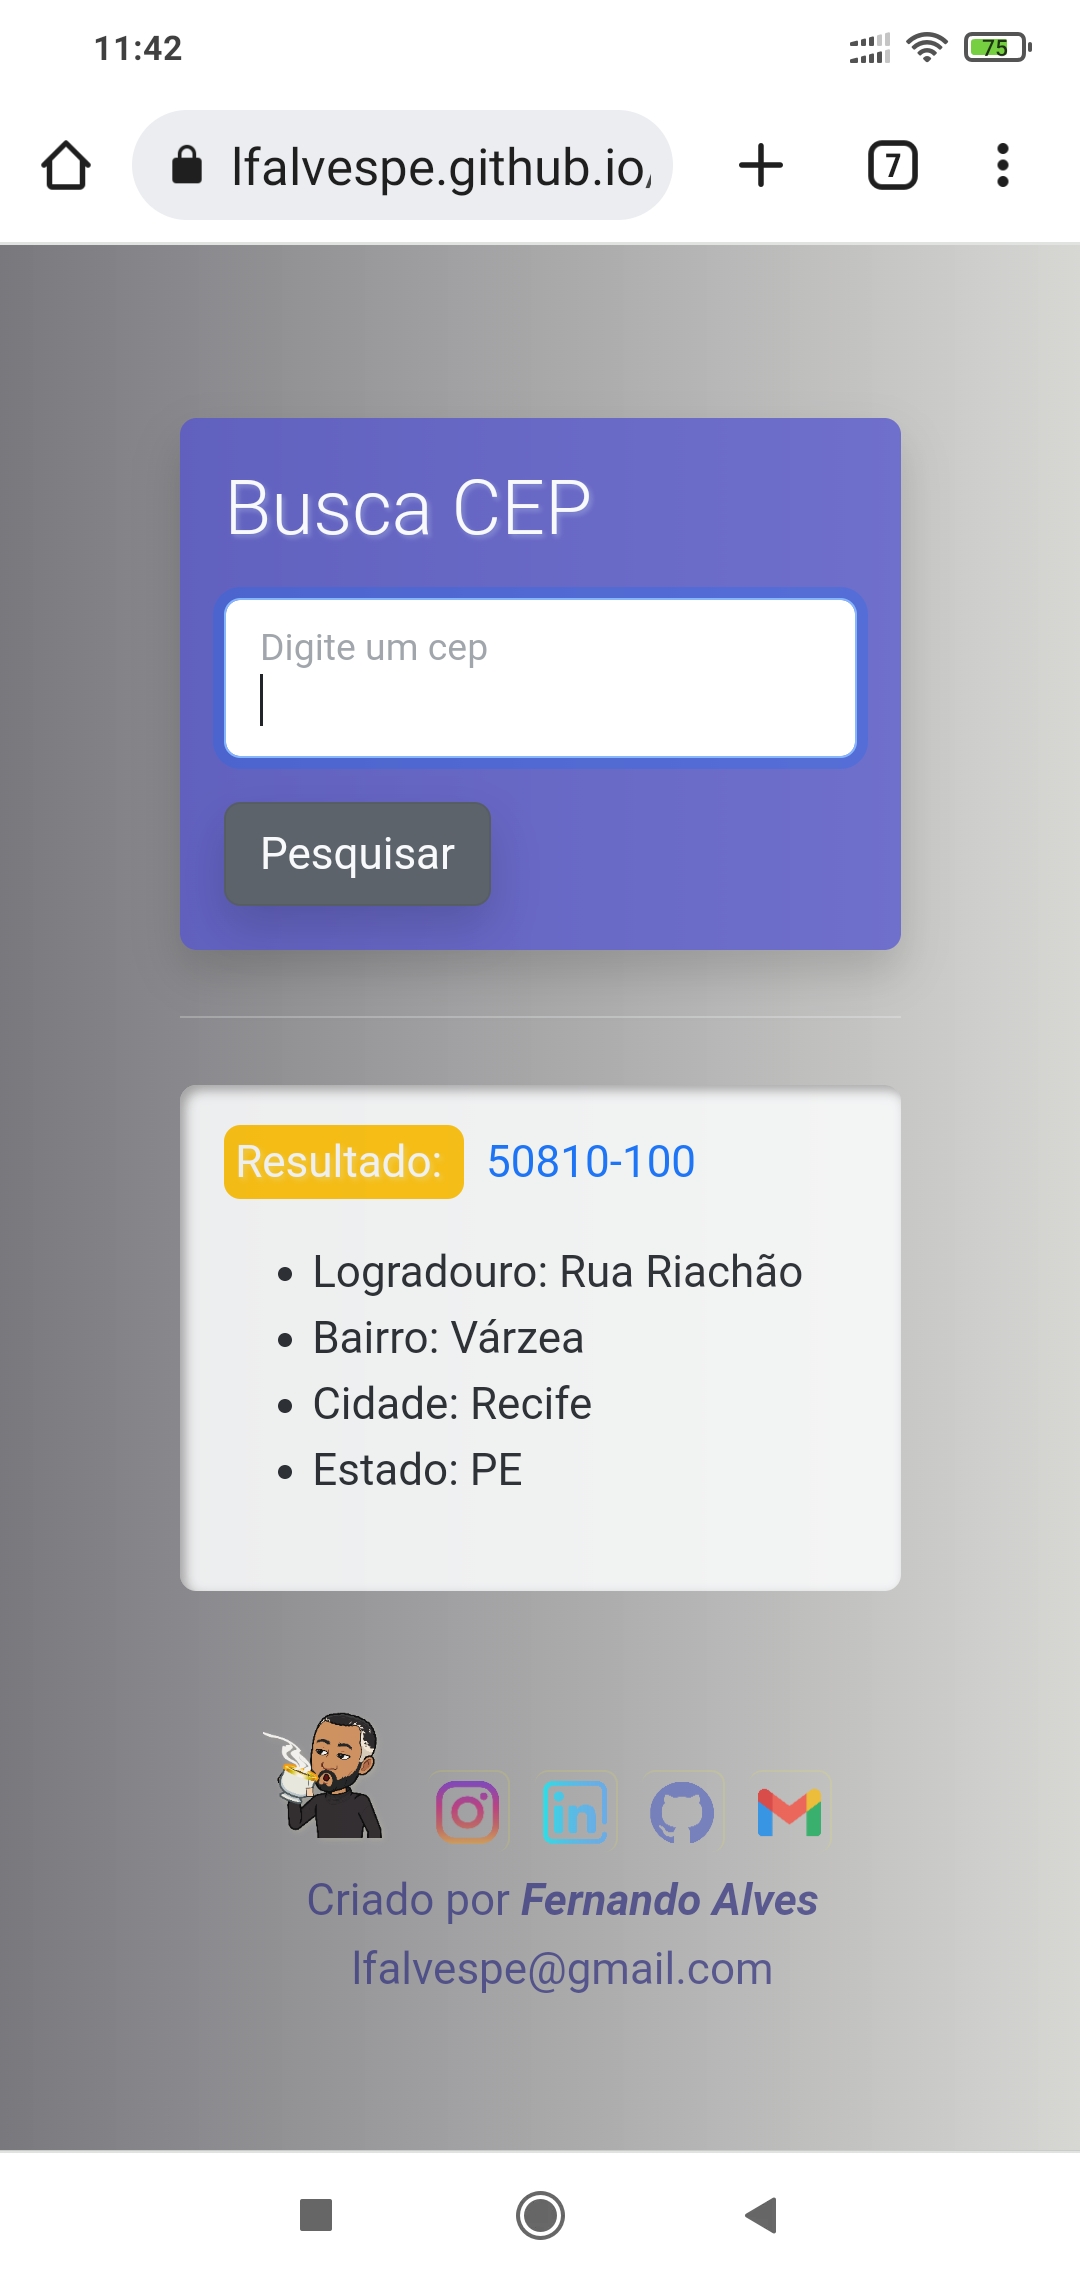 11:42
75
lfalvespe.github.io/
7
Busca CEP
Digite um cep
Pesquisar
Resultado: 50810-100
• Logradouro: Rua Riachão
• Bairro: Várzea
• Cidade: Recife
• Estado: PE
in
Criado por Fernando Alves
lfalvespe@gmail.com